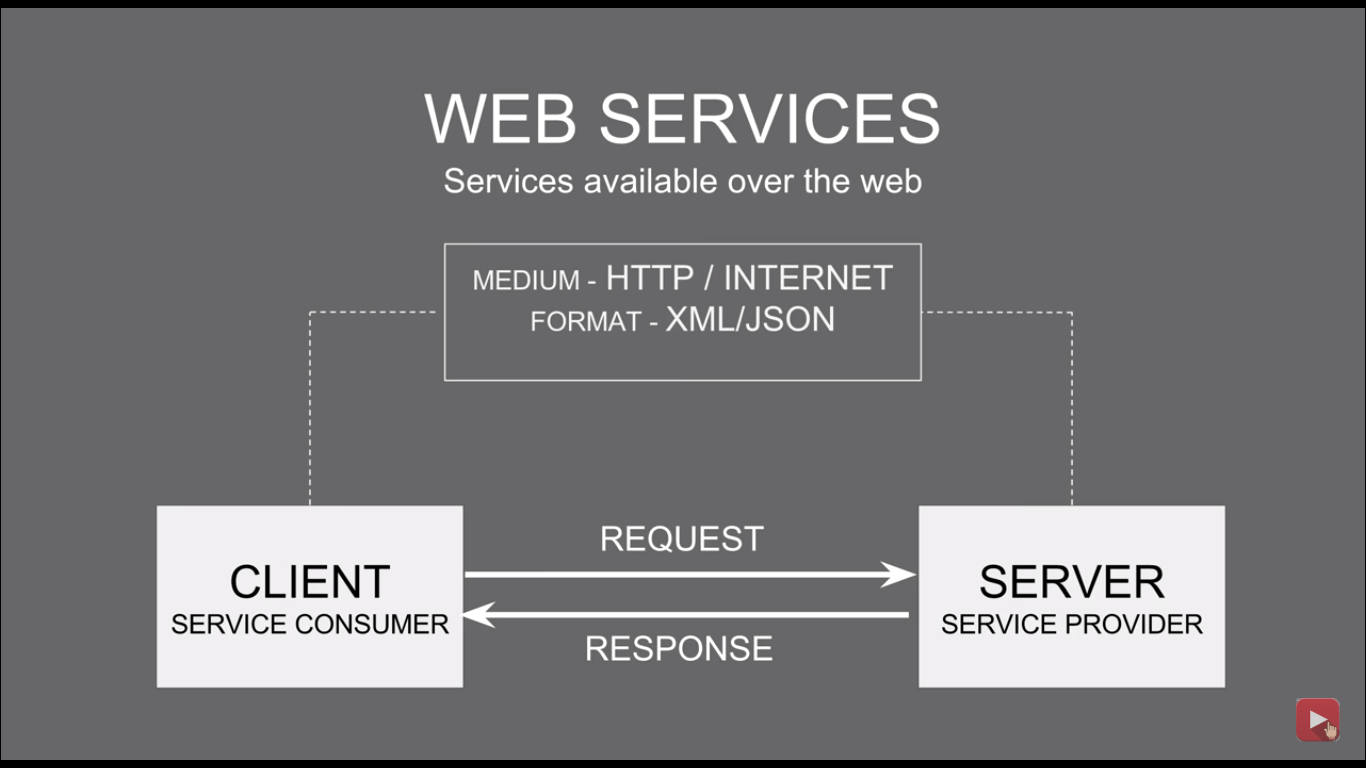 WEB SERVICES
Services available over the web
MEDIUM - HTTP / INTERNET
FORMAT - XML/JSON
REQUEST
CLIENT
SERVICE CONSUMER
SERVER
SERVICE PROVIDER
RESPONSE